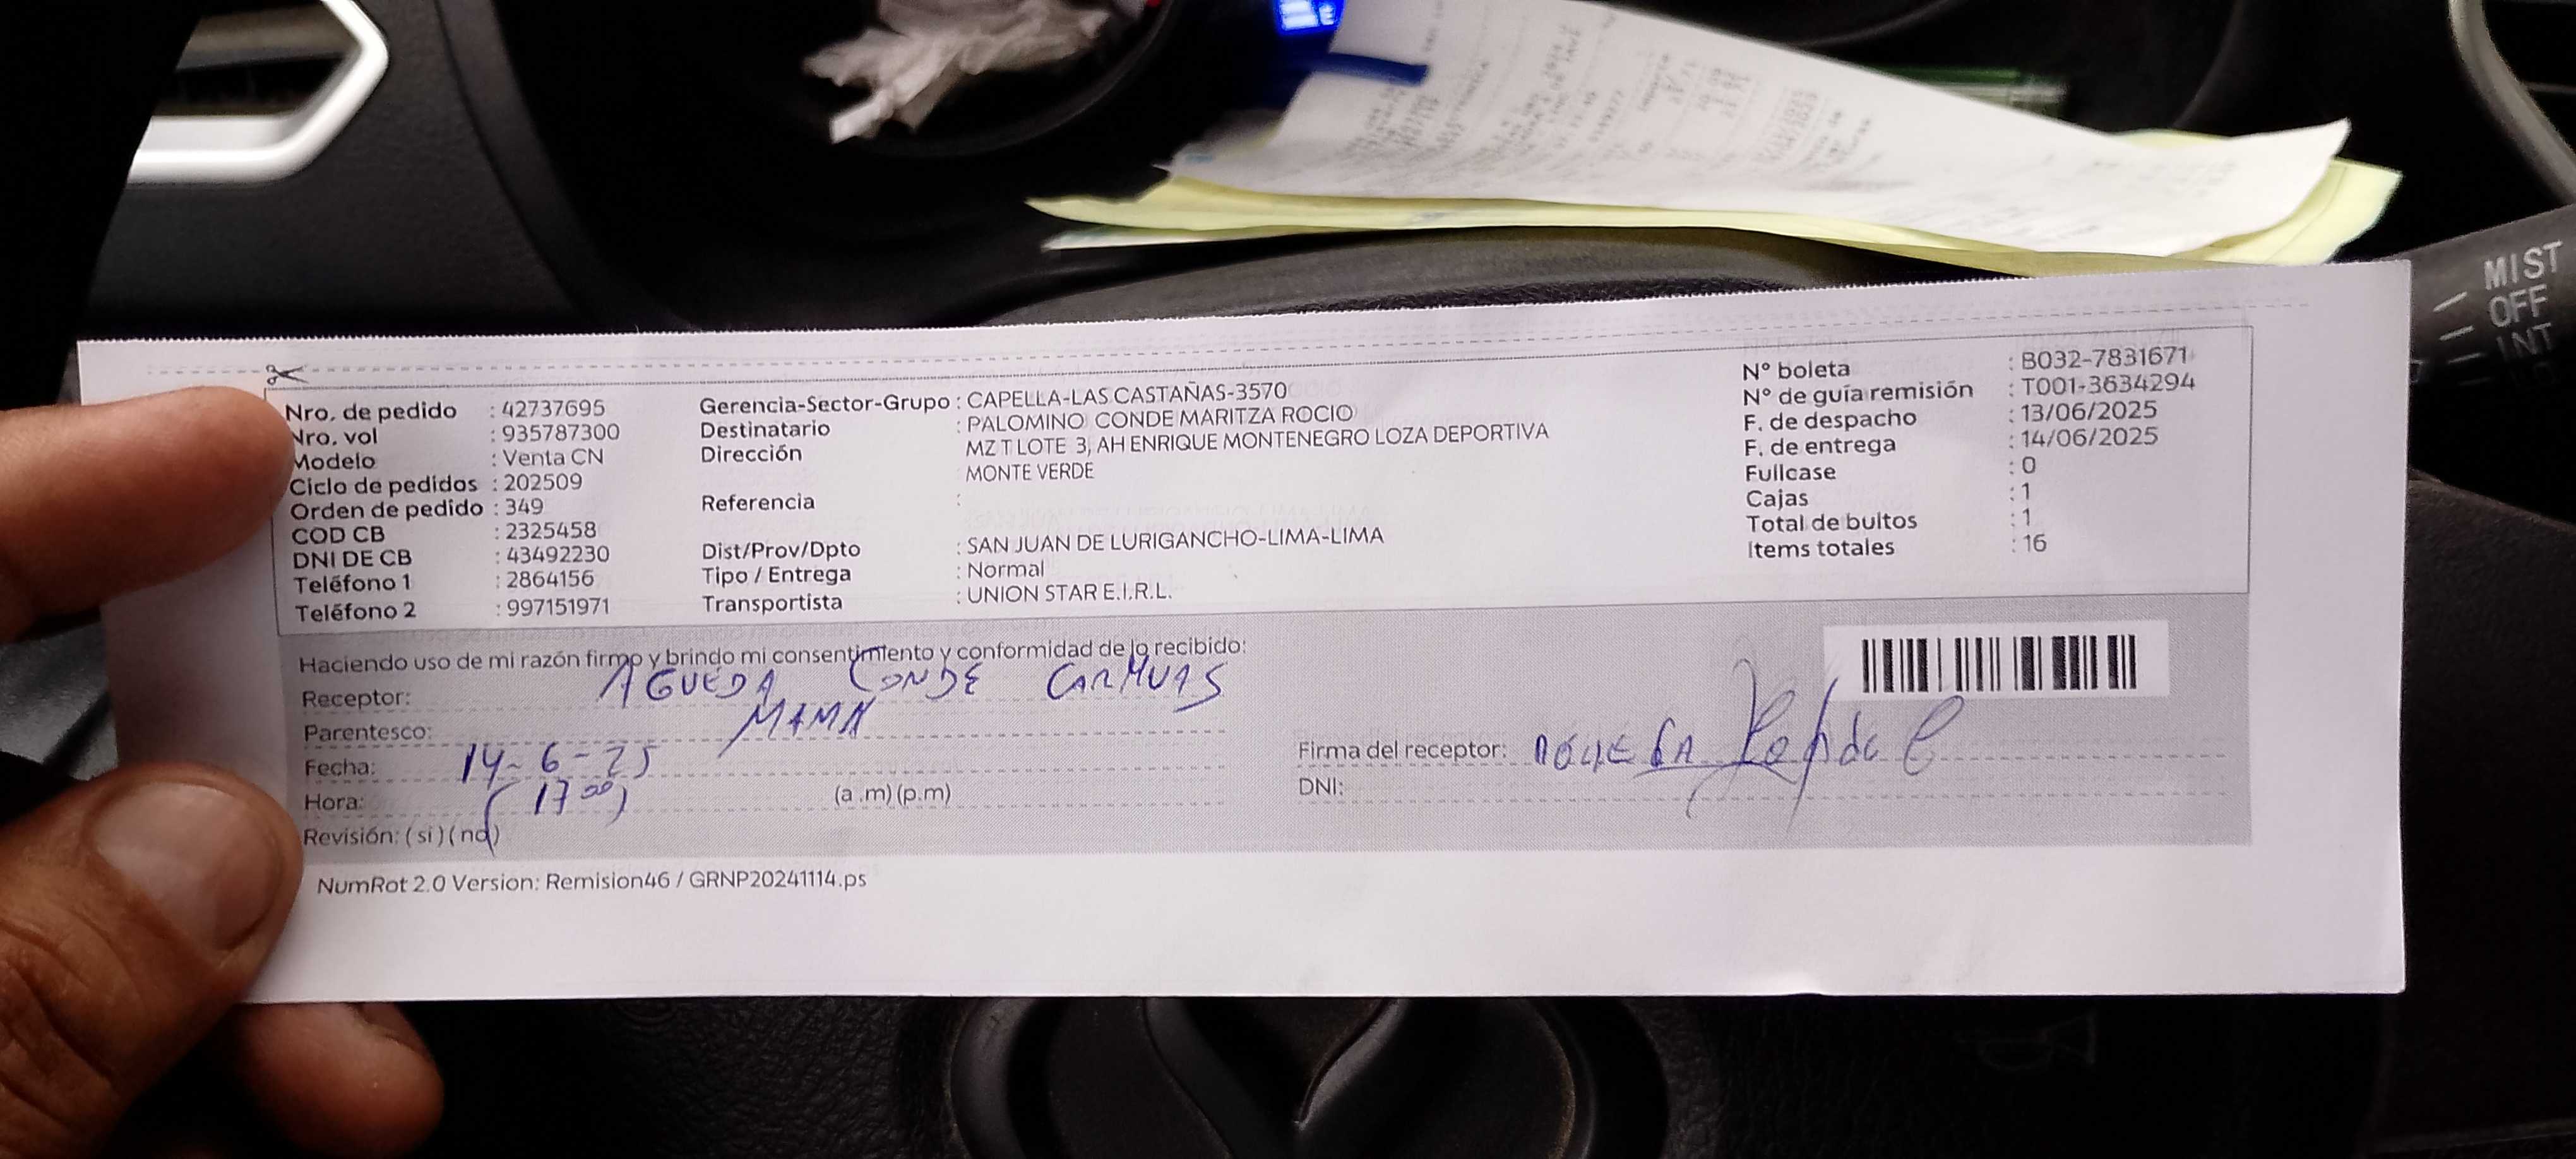 MIST
OFF
INT
Nro. de pedido : 42737695
Nro. vol : 935787300
Modelo : Venta CN
Ciclo de pedidos : 202509
Orden de pedido : 349
COD CB : 2325458
DNI DE CB : 43492230
Teléfono 1 : 2864156
Teléfono 2 : 997151971
Gerencia-Sector-Grupo : CAPELLA-LAS CASTAÑAS-3570
Destinatario : PALOMINO CONDE MARITZA ROCIO
Dirección MZ T LOTE 3, AH ENRIQUE MONTENEGRO LOZA DEPORTIVA
MONTE VERDE
Referencia :
Dist/Prov/Dpto : SAN JUAN DE LURIGANCHO-LIMA-LIMA
Tipo / Entrega : Normal
Transportista : UNION STAR E.I.R.L.
N° boleta : B032-7831671
N° de guía remisión : T001-3634294
F. de despacho : 13/06/2025
F. de entrega : 14/06/2025
Fullcase : 0
Cajas : 1
Total de bultos : 1
Items totales : 16
Haciendo uso de mi razón firmo y brindo mi consentimiento y conformidad de lo recibido:
Receptor: AGUEDA CONDE CARHUAS
Parentesco: MAMA
Fecha: 14-6-25
Hora: (17 00) (a .m) (p.m)
Revisión: ( si ) ( no )
Firma del receptor:
DNI:
NumRot 2.0 Version: Remision46 / GRNP20241114.ps